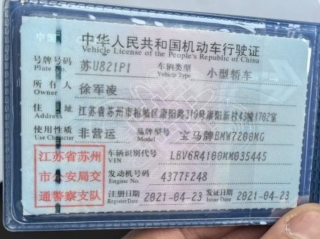 中华人民共和国机动车行驶证
Vehicle License of the People's Republic of China
号牌号码 苏U821P1 车辆类型 小型轿车
Plate No. Vehicle Type
所有人 徐军凌
Owner
住址
Address
使用性质 非营运 品牌型号 宝马牌BMW7200
Use Character Model
江苏省苏州 车辆识别代号
VIN
市公安局交 发动机号码 4377F248
Engine No.
通警察支队 注册日期 2021-04-23 发证日期 2021-04-23
Register Date Issue Date